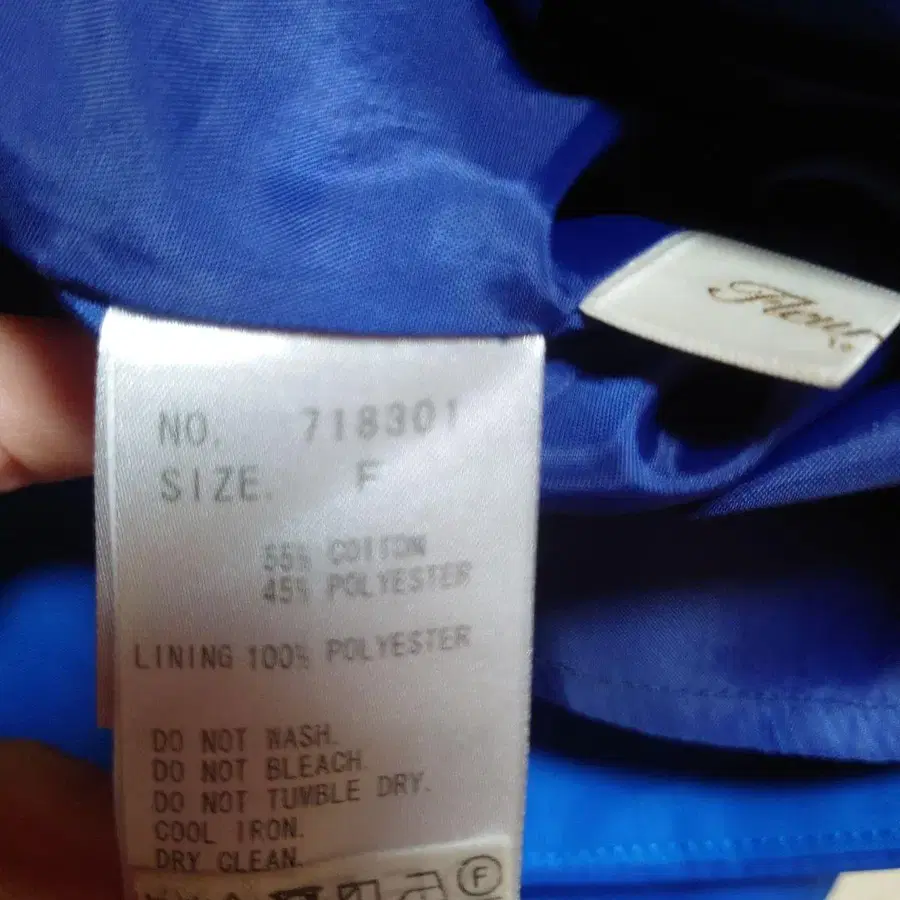 Fleur.
NO. 718301
SIZE. F
55% COTTON
45% POLYESTER
LINING 100% POLYESTER
DO NOT WASH.
DO NOT BLEACH.
DO NOT TUMBLE DRY.
COOL IRON.
DRY CLEAN.
F